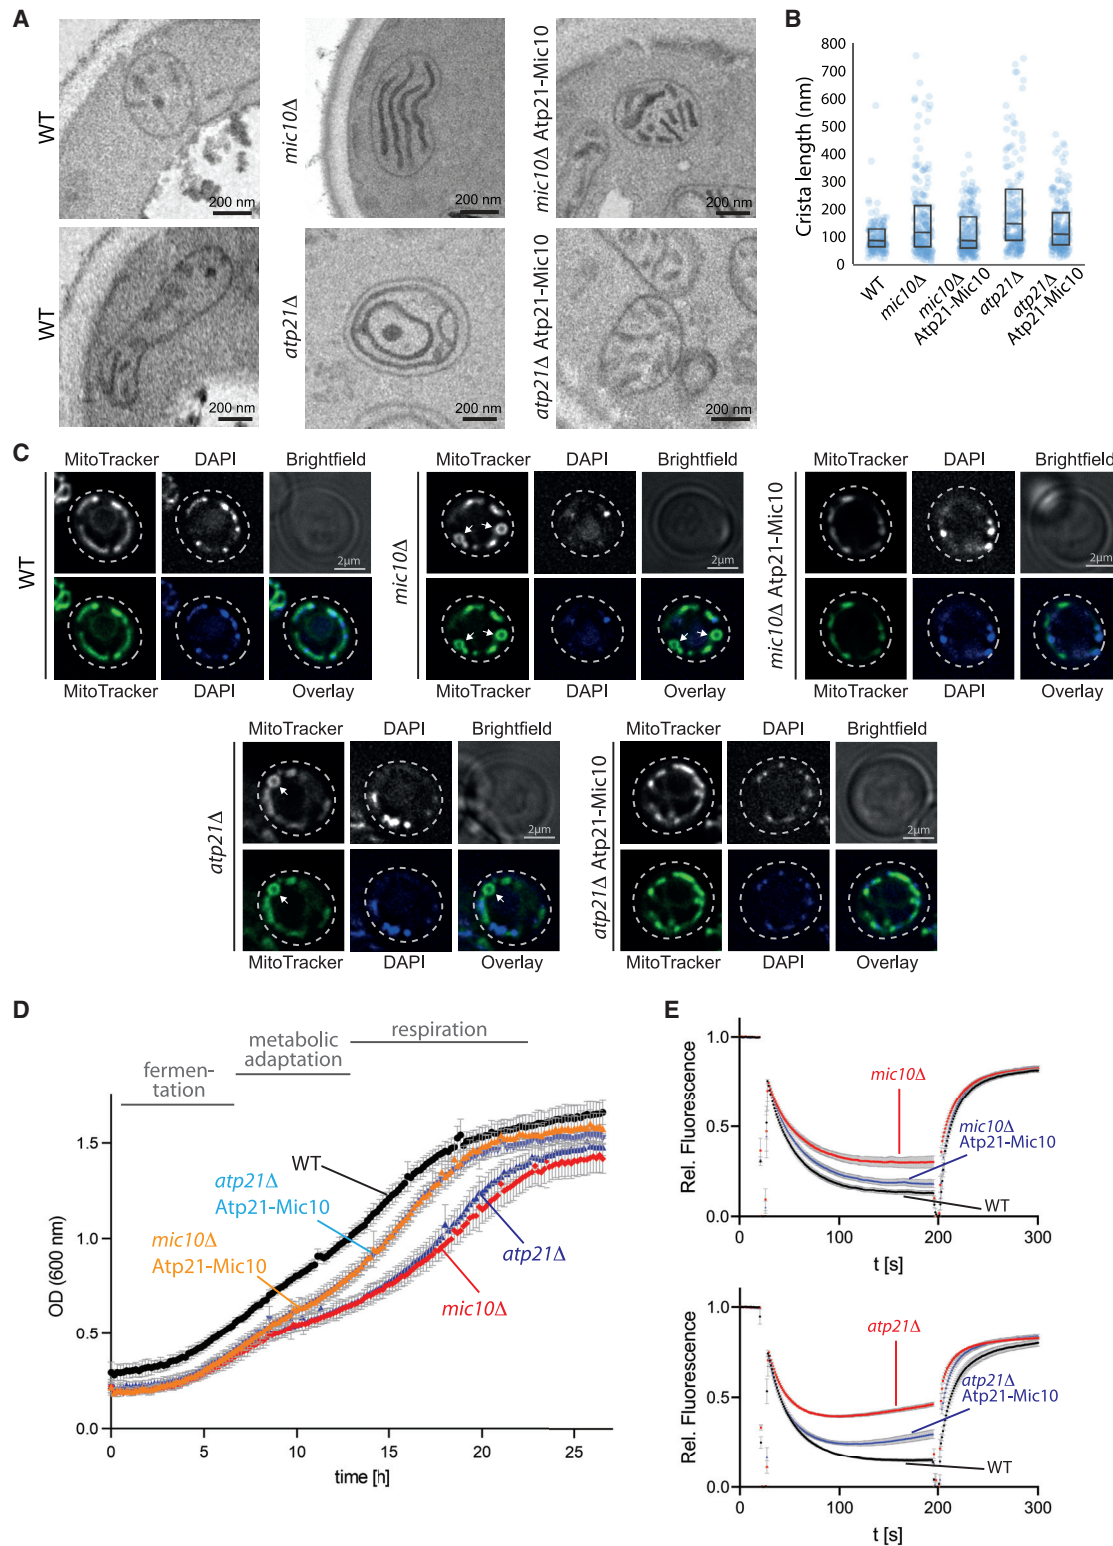 A
WT
200 nm
mic10Δ
200 nm
mic10Δ Atp21-Mic10
200 nm
WT
200 nm
atp21Δ
200 nm
atp21Δ Atp21-Mic10
200 nm
B
Crista length (nm)
800
700
600
500
400
300
200
100
0
WT
mic10Δ
mic10Δ
Atp21-Mic10
atp21Δ
atp21Δ
Atp21-Mic10
C
WT
MitoTracker DAPI Brightfield
2μm
MitoTracker DAPI Overlay
mic10Δ
MitoTracker DAPI Brightfield
2μm
MitoTracker DAPI Overlay
mic10Δ Atp21-Mic10
MitoTracker DAPI Brightfield
2μm
MitoTracker DAPI Overlay
atp21Δ
MitoTracker DAPI Brightfield
2μm
MitoTracker DAPI Overlay
atp21Δ Atp21-Mic10
MitoTracker DAPI Brightfield
2μm
MitoTracker DAPI Overlay
D
fermen-
tation
metabolic
adaptation
respiration
OD (600 nm)
1.5
1.0
0.5
0.0
WT
atp21Δ
Atp21-Mic10
mic10Δ
Atp21-Mic10
atp21Δ
mic10Δ
0 5 10 15 20 25
time [h]
E
Rel. Fluorescence
1.0
0.5
0.0
mic10Δ
mic10Δ
Atp21-Mic10
WT
0 100 200 300
t [s]
Rel. Fluorescence
1.0
0.5
0.0
atp21Δ
atp21Δ
Atp21-Mic10
WT
0 100 200 300
t [s]